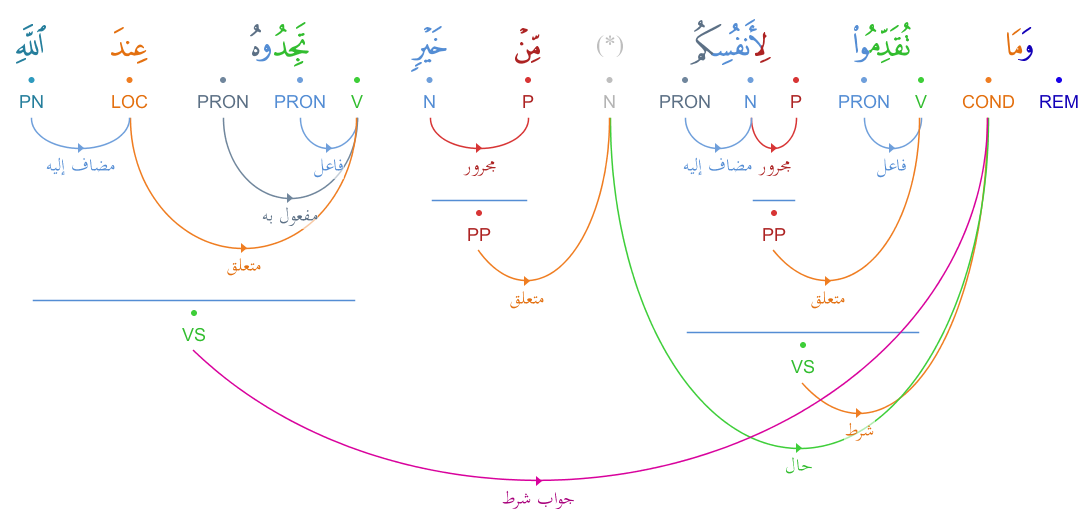 وَمَا تُقَدِّمُوا۟ لِأَنفُسِكُم (*) مِّنْ خَيْرٍ تَجِدُوهُ عِندَ ٱللَّهِ
REM COND V PRON P N PRON N P N V PRON PRON LOC PN
فاعل مجرور مضاف إليه مجرور فاعل مضاف إليه
مفعول به
PP PP
متعلق
متعلق متعلق
VS
VS
شرط
حال
جواب شرط